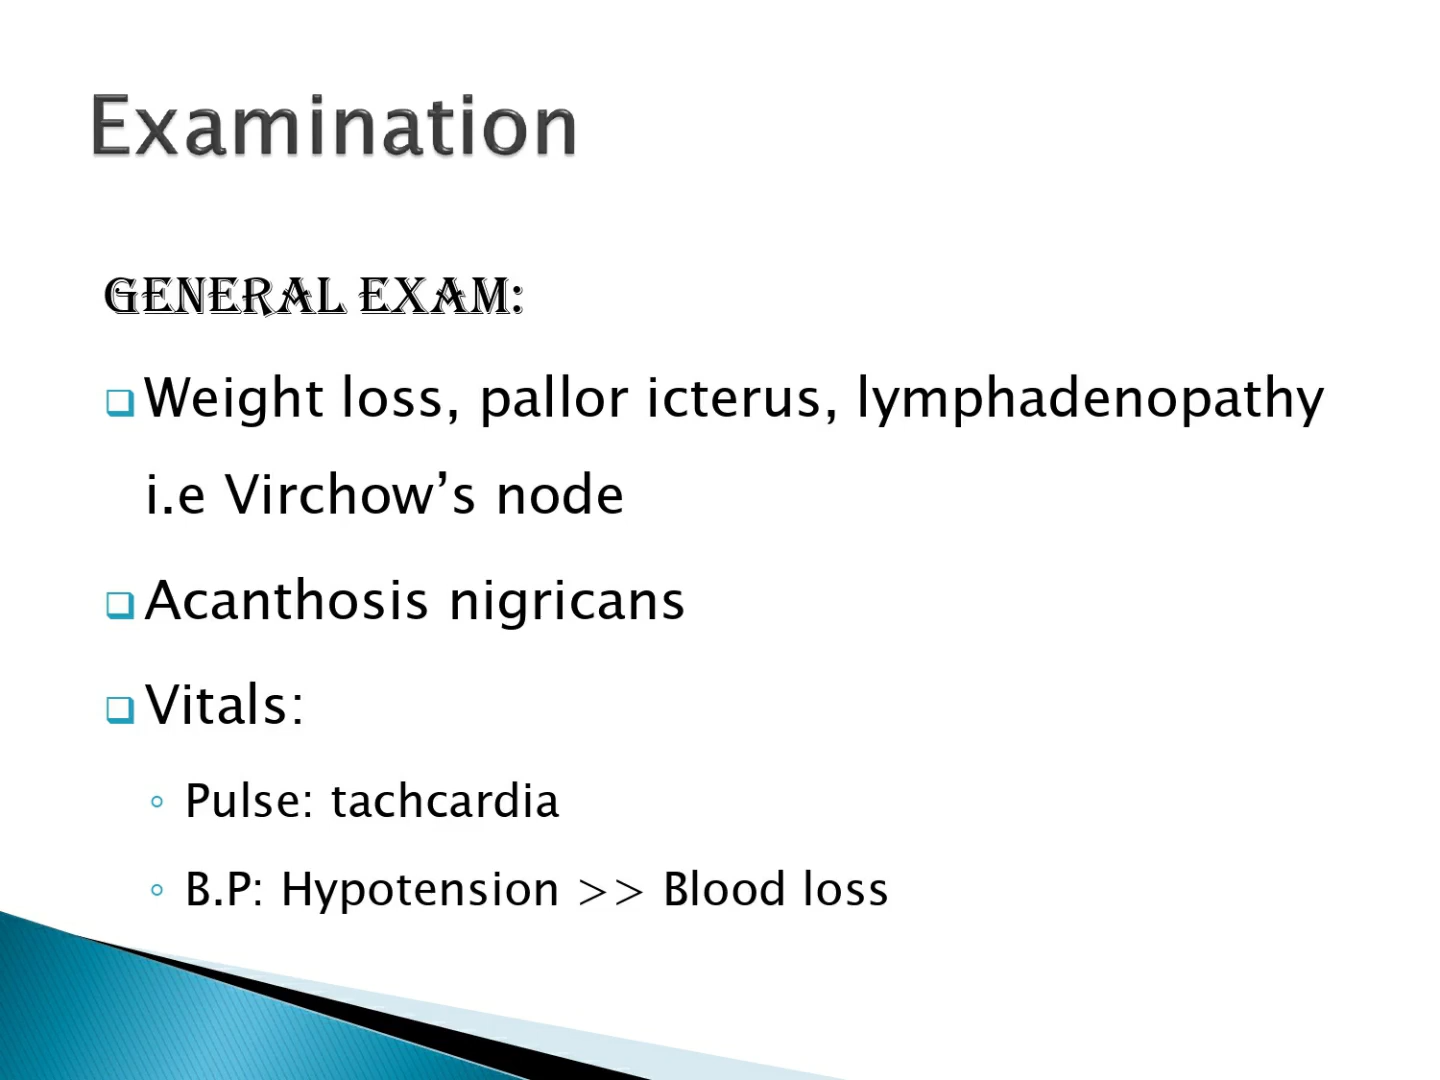 Examination
GENERAL EXAM:
Weight loss, pallor icterus, lymphadenopathy
i.e Virchow’s node
Acanthosis nigricans
Vitals:
Pulse: tachcardia
B.P: Hypotension >> Blood loss